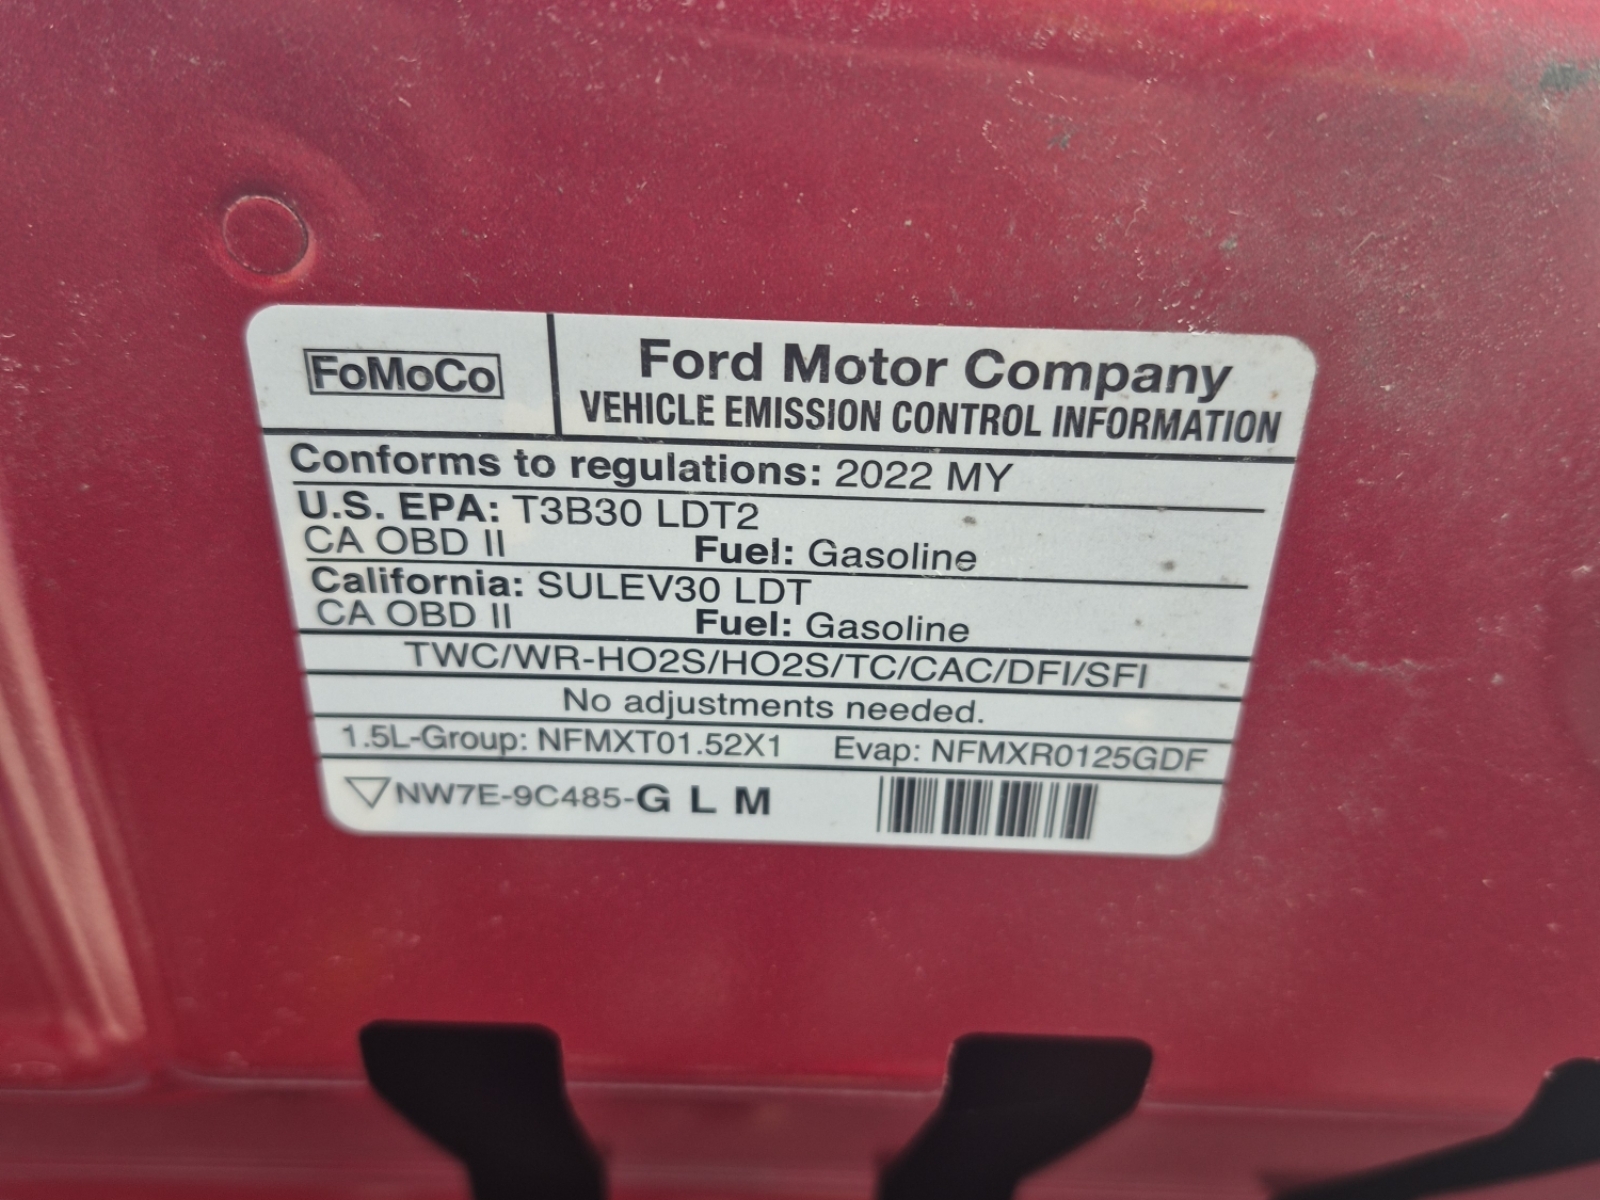 FoMoCo
Ford Motor Company
VEHICLE EMISSION CONTROL INFORMATION
Conforms to regulations: 2022 MY
U.S. EPA: T3B30 LDT2
CA OBD II Fuel: Gasoline
California: SULEV30 LDT
CA OBD II Fuel: Gasoline
TWC/WR-HO2S/HO2S/TC/CAC/DFI/SFI
No adjustments needed.
1.5L-Group: NFMXT01.52X1 Evap: NFMXR0125GDF
NW7E-9C485-G L M